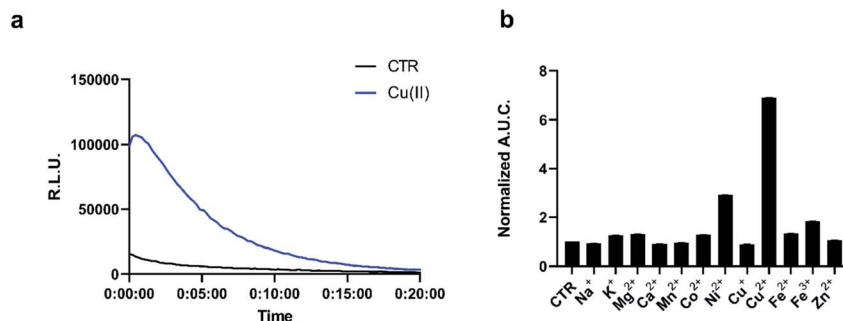 a
CTR
Cu(II)
150000
100000
50000
0
R.L.U.
0:00:00
0:05:00
0:10:00
0:15:00
0:20:00
Time
b
8
6
4
2
0
Normalized A.U.C.
CTR
Na⁺
K⁺
Mg²⁺
Ca²⁺
Mn²⁺
Co²⁺
Ni²⁺
Cu⁺
Cu²⁺
Fe²⁺
Fe³⁺
Zn²⁺